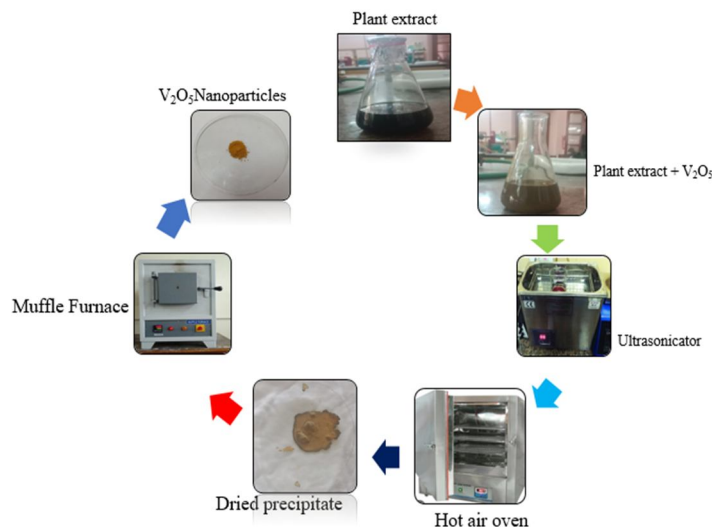 Plant extract
V₂O₅Nanoparticles
Plant extract + V₂O₅
Muffle Furnace
Ultrasonicator
Dried precipitate
Hot air oven